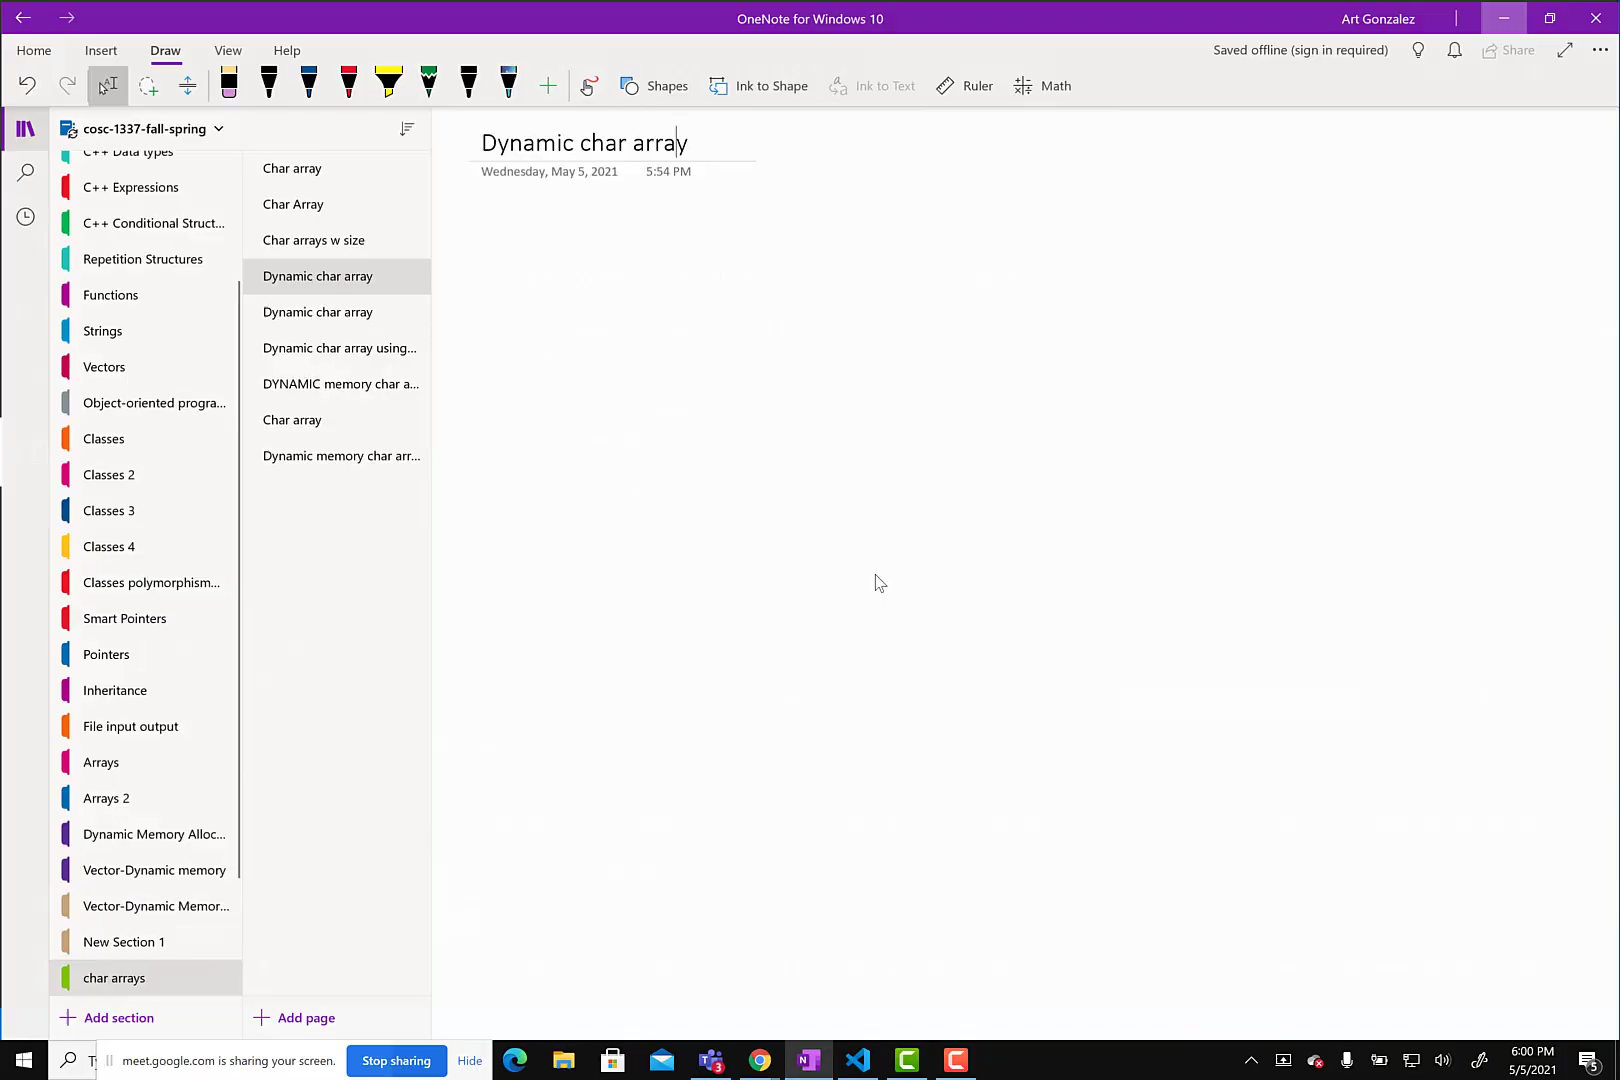 OneNote for Windows 10
Art Gonzalez
Home Insert Draw View Help
Saved offline (sign in required)
Share
Shapes
Ink to Shape
Ink to Text
Ruler
Math
cosc-1337-fall-spring
C++ Data types
C++ Expressions
C++ Conditional Struct...
Repetition Structures
Functions
Strings
Vectors
Object-oriented progra...
Classes
Classes 2
Classes 3
Classes 4
Classes polymorphism...
Smart Pointers
Pointers
Inheritance
File input output
Arrays
Arrays 2
Dynamic Memory Alloc...
Vector-Dynamic memory
Vector-Dynamic Memor...
New Section 1
char arrays
Add section
Char array
Char Array
Char arrays w size
Dynamic char array
Dynamic char array
Dynamic char array using...
DYNAMIC memory char a...
Char array
Dynamic memory char arr...
Add page
Dynamic char array
Wednesday, May 5, 2021 5:54 PM
meet.google.com is sharing your screen.
Stop sharing
Hide
3
6:00 PM
5/5/2021
5